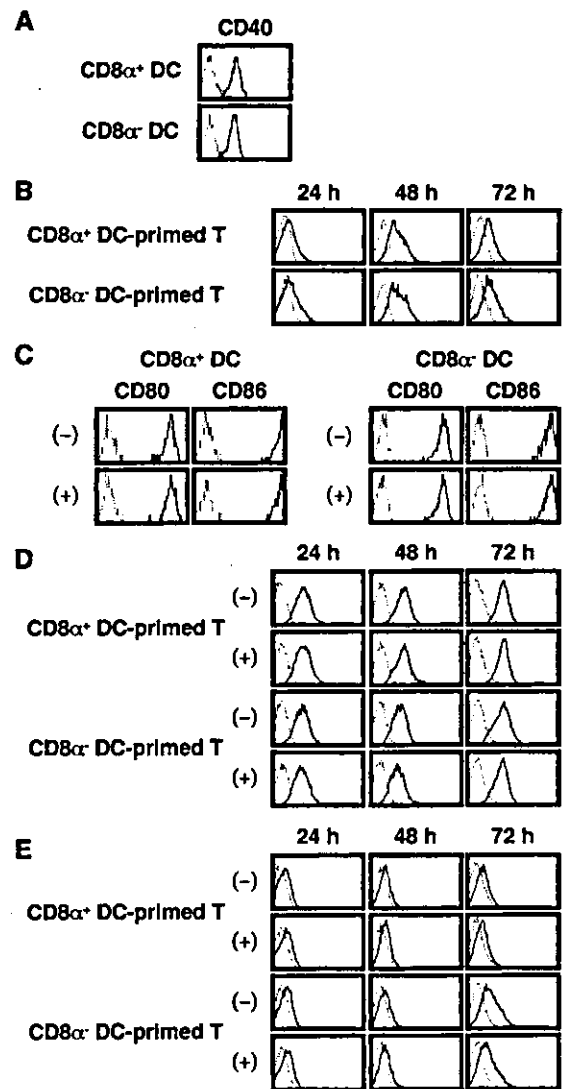 A
CD40
CD8α⁺ DC
CD8α⁻ DC
B
24 h 48 h 72 h
CD8α⁺ DC-primed T
CD8α⁻ DC-primed T
C
CD8α⁺ DC CD8α⁻ DC
CD80 CD86 CD80 CD86
(−) (−)
(+) (+)
D
24 h 48 h 72 h
(−)
CD8α⁺ DC-primed T
(+)
(−)
CD8α⁻ DC-primed T
(+)
E
24 h 48 h 72 h
(−)
CD8α⁺ DC-primed T
(+)
(−)
CD8α⁻ DC-primed T
(+)